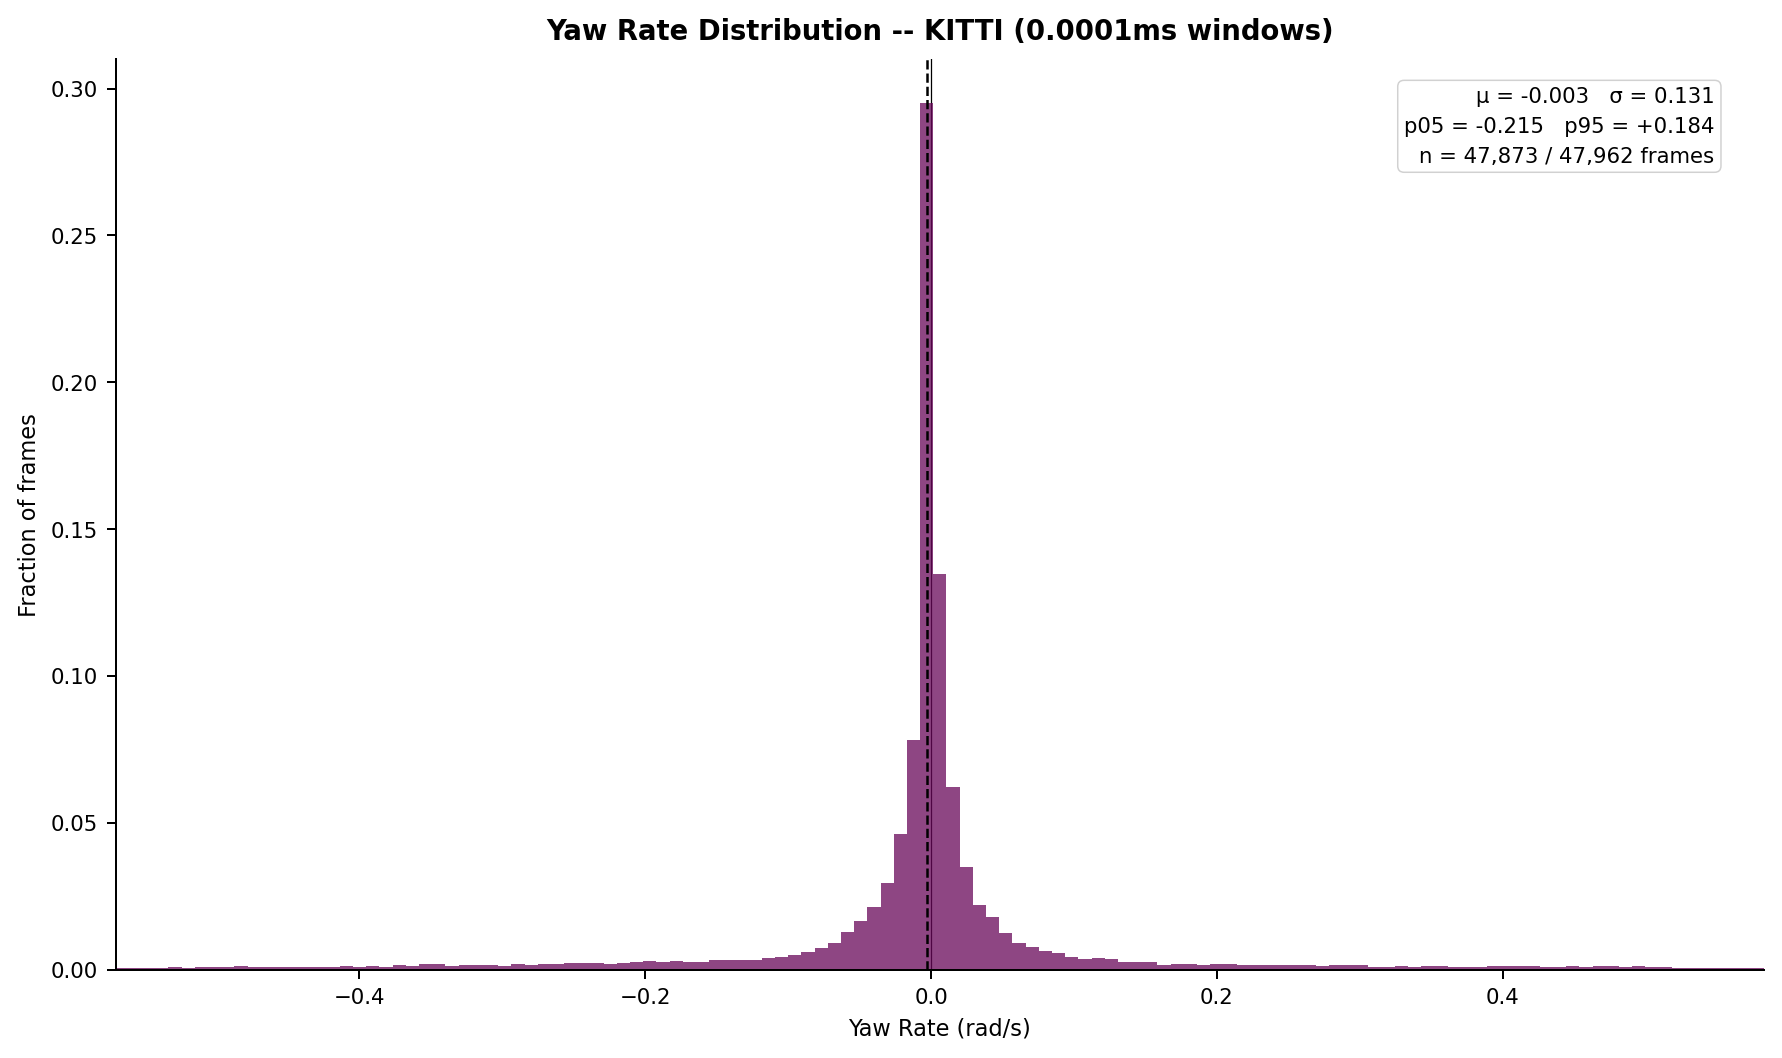 Yaw Rate Distribution -- KITTI (0.0001ms windows)
μ = -0.003   σ = 0.131
p05 = -0.215   p95 = +0.184
n = 47,873 / 47,962 frames
Fraction of frames
0.30
0.25
0.20
0.15
0.10
0.05
0.00
−0.4
−0.2
0.0
0.2
0.4
Yaw Rate (rad/s)